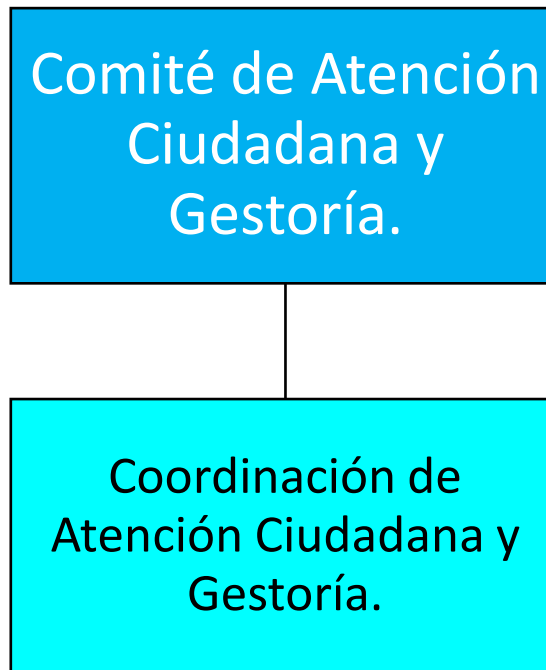 Comité de Atención
Ciudadana y
Gestoría.
Coordinación de
Atención Ciudadana y
Gestoría.